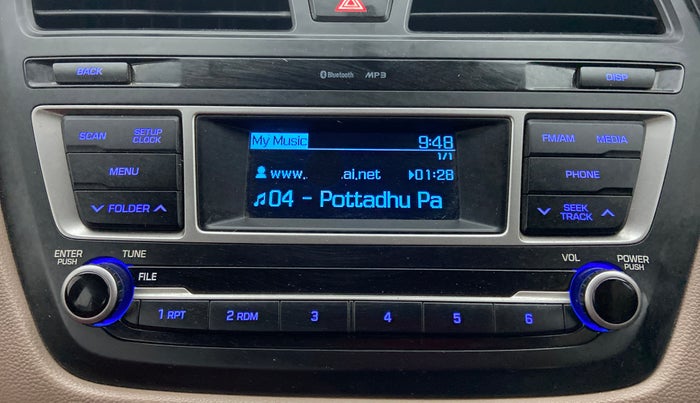 BACK
Bluetooth MP3
DISP
SCAN
SETUP
CLOCK
MENU
FOLDER
My Music 9:48
1/1
www. .ai.net 01:28
04 - Pottadhu Pa
FM/AM MEDIA
PHONE
SEEK
TRACK
ENTER
PUSH
TUNE
FILE
VOL
POWER
PUSH
1 RPT 2 RDM 3 4 5 6